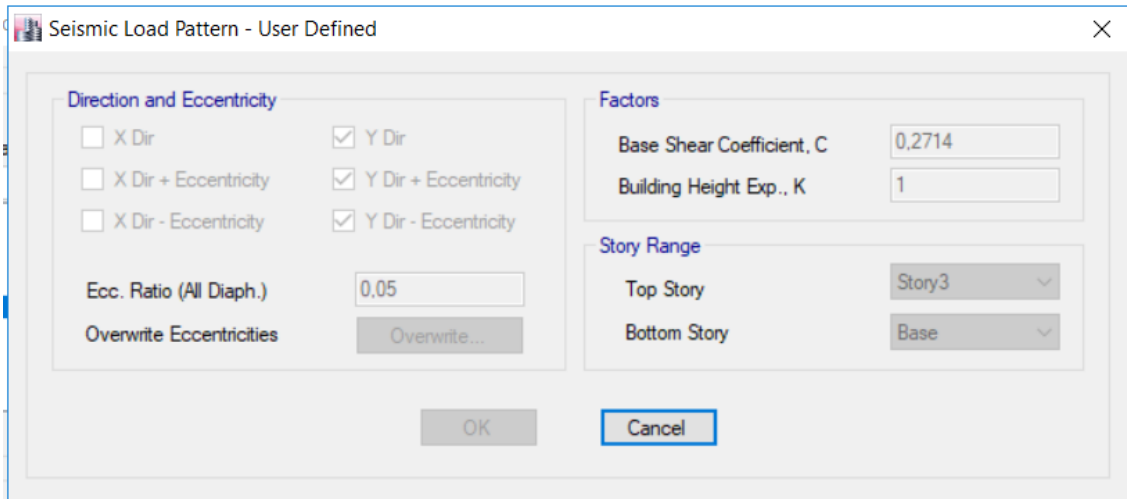 Seismic Load Pattern - User Defined
Direction and Eccentricity
X Dir
Y Dir
X Dir + Eccentricity
Y Dir + Eccentricity
X Dir - Eccentricity
Y Dir - Eccentricity
Ecc. Ratio (All Diaph.)
0,05
Overwrite Eccentricities
Overwrite...
Factors
Base Shear Coefficient, C
0,2714
Building Height Exp., K
1
Story Range
Top Story
Story3
Bottom Story
Base
OK
Cancel